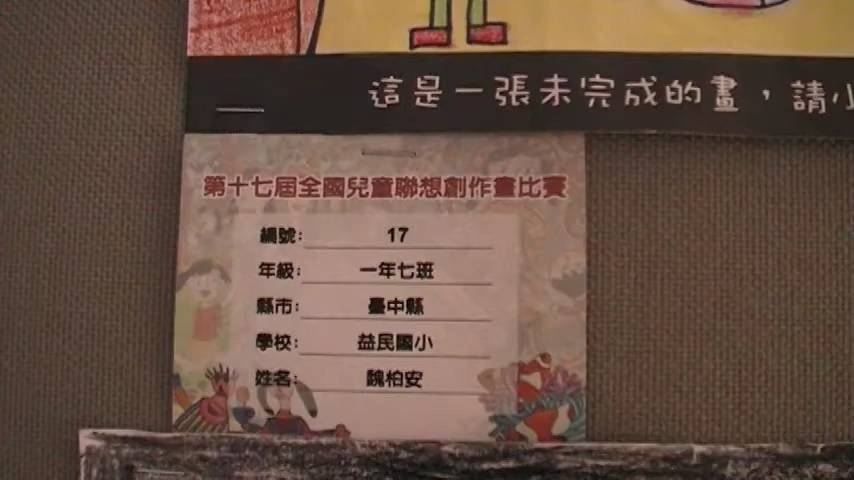 這是一張未完成的畫，請小
第十七屆全國兒童聯想創作畫比賽
編號： 17
年級： 一年七班
縣市： 臺中縣
學校： 益民國小
姓名： 魏柏安